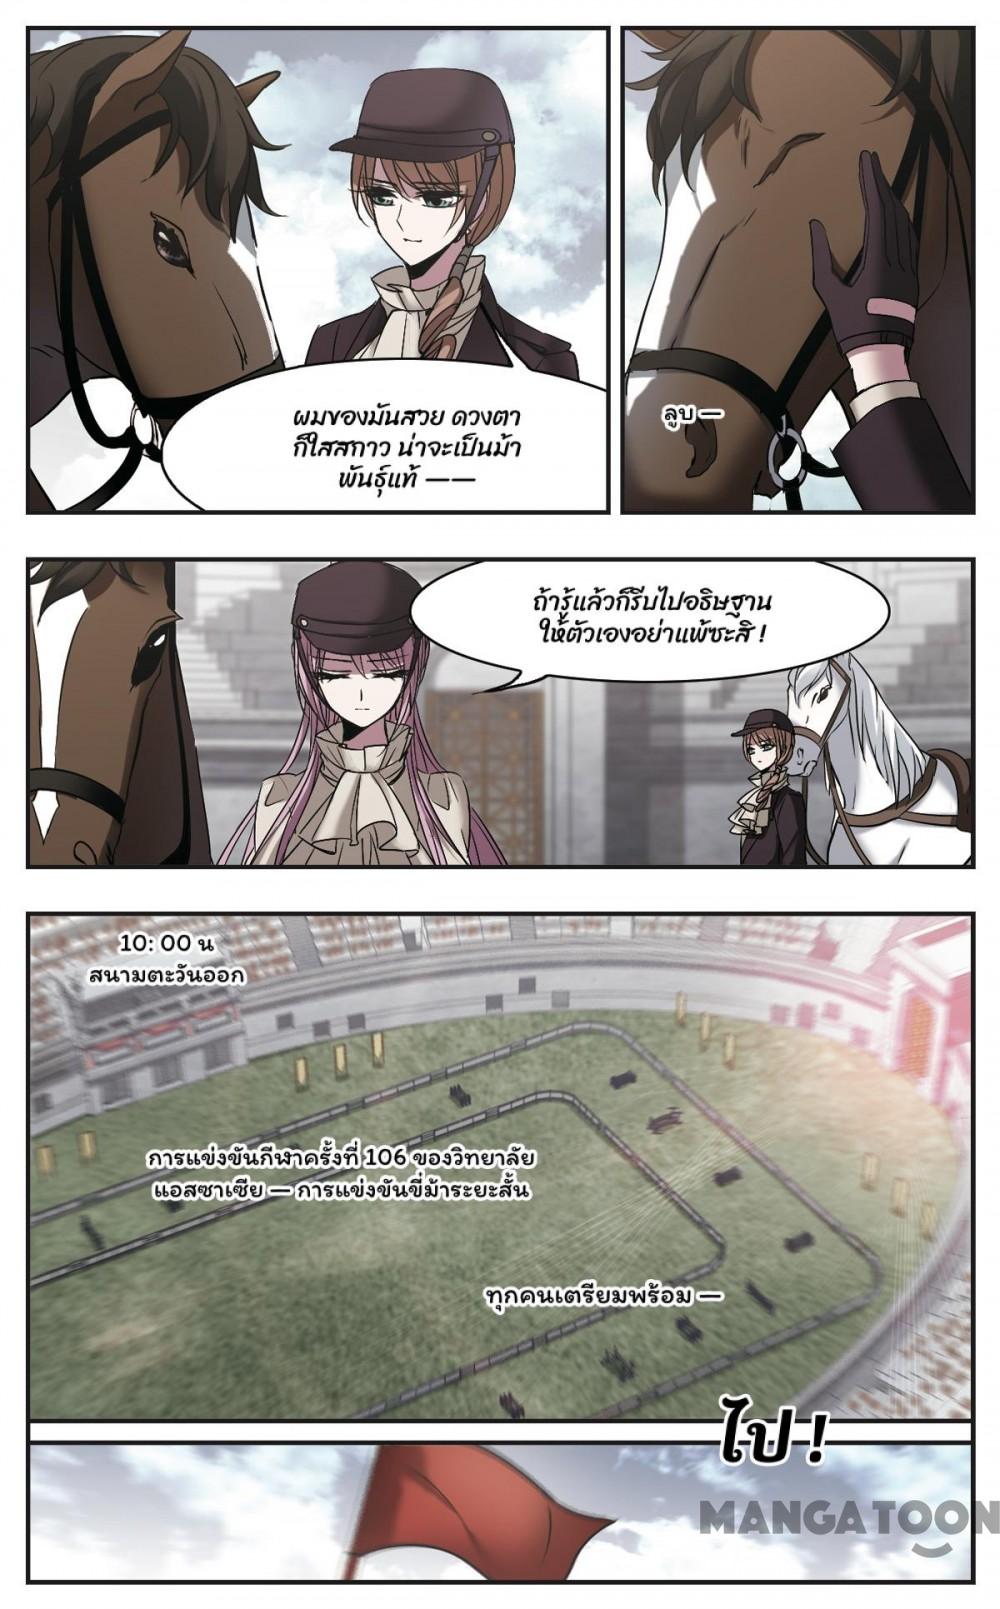 ผมของมันสวย ดวงตา
ก็ใสสกาว น่าจะเป็นม้า
พันธุ์แท้ ——
ลูบ —
ถ้ารู้แล้วก็รีบไปอธิษฐาน
ให้ตัวเองอย่าแพ้ซะสิ !
10: 00 น
สนามตะวันออก
การแข่งขันกีฬาครั้งที่ 106 ของวิทยาลัย
แอสซาเซีย — การแข่งขันขี่ม้าระยะสั้น
ทุกคนเตรียมพร้อม —
ไป !
MANGATOON